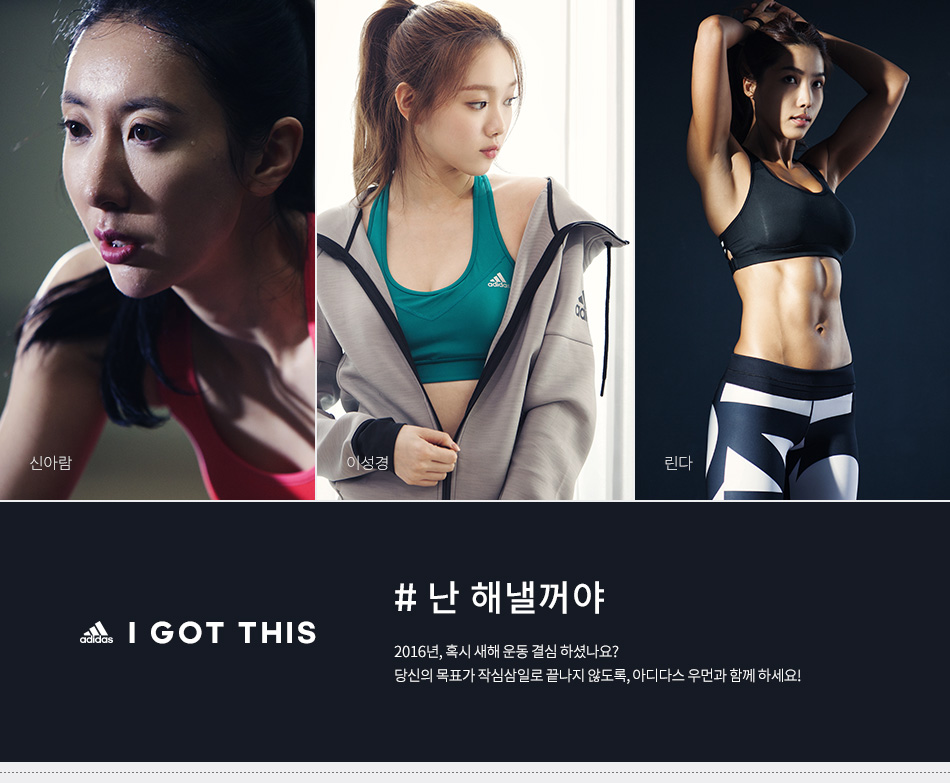 adidas
신아람
이성경
린다
# 난 해낼꺼야
adidas I GOT THIS
2016년, 혹시 새해 운동 결심 하셨나요?
당신의 목표가 작심삼일로 끝나지 않도록, 아디다스 우먼과 함께 하세요!